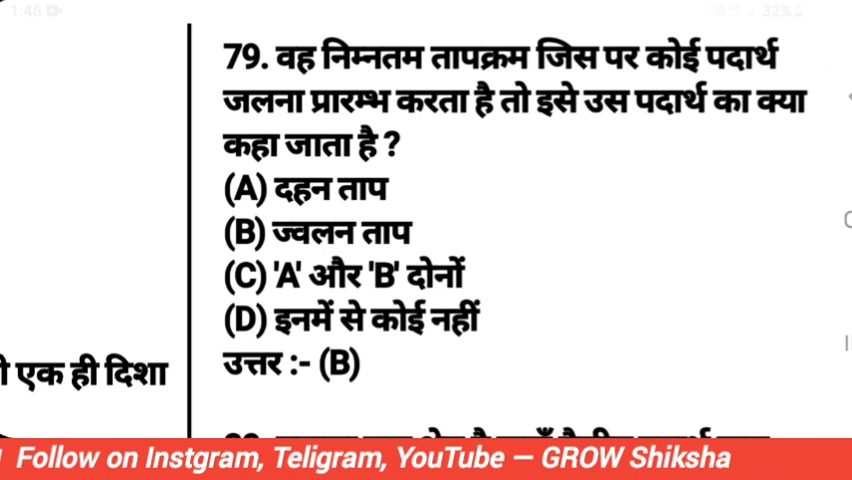 1:46
32%
79. वह निम्नतम तापक्रम जिस पर कोई पदार्थ
जलना प्रारम्भ करता है तो इसे उस पदार्थ का क्या
कहा जाता है ?
(A) दहन ताप
(B) ज्वलन ताप
(C) 'A' और 'B' दोनों
(D) इनमें से कोई नहीं
उत्तर :- (B)
एक ही दिशा
Follow on Instgram, Teligram, YouTube – GROW Shiksha